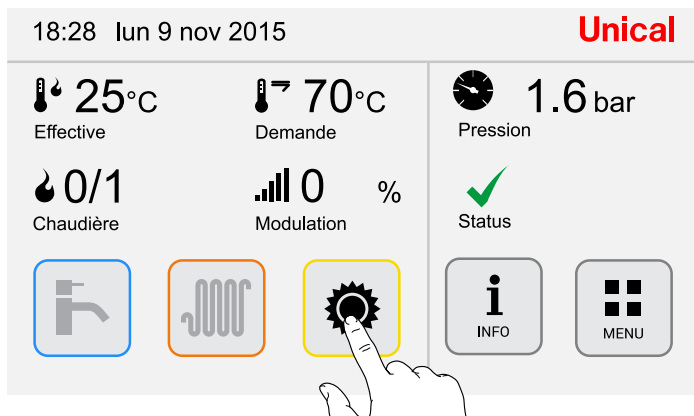 18:28 lun 9 nov 2015 Unical
25°C 70°C 1.6 bar
Effective Demande Pression
0/1 0 %
Chaudière Modulation Status
INFO MENU